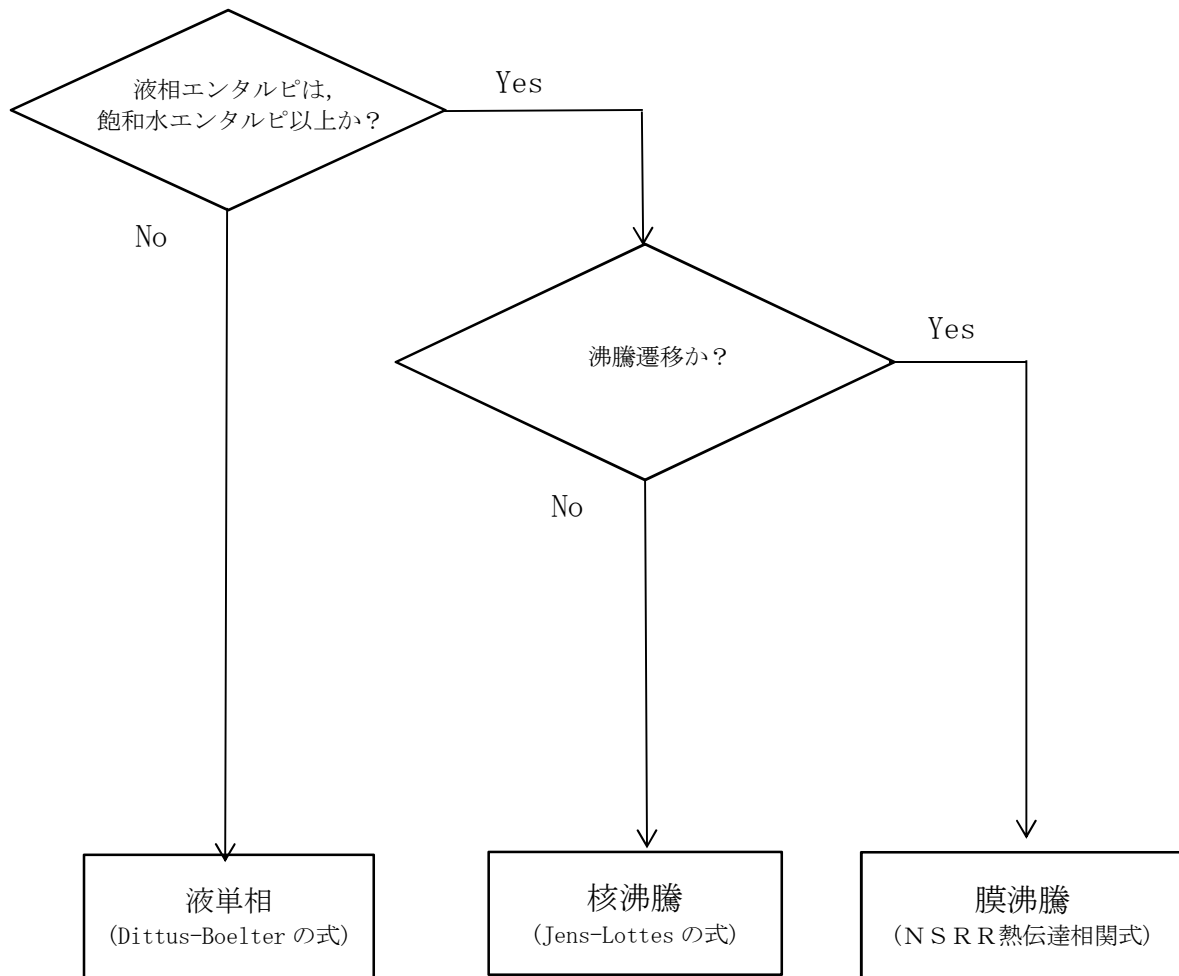 液相エンタルピは,
飽和水エンタルピ以上か？
Yes
No
沸騰遷移か？
Yes
No
液単相
(Dittus-Boelter の式)
核沸騰
(Jens-Lottes の式)
膜沸騰
(ＮＳＲＲ熱伝達相関式)